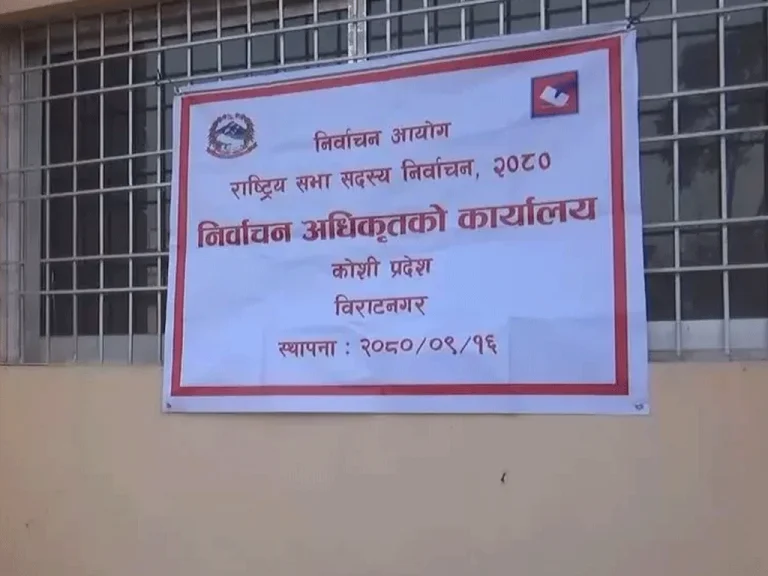 निर्वाचन आयोग
राष्ट्रिय सभा सदस्य निर्वाचन, २०८०
निर्वाचन अधिकृतको कार्यालय
कोशी प्रदेश
विराटनगर
स्थापना : २०८०/०९/१६